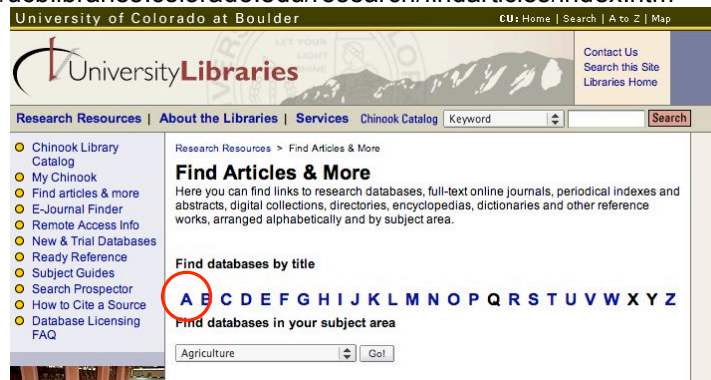 University of Colorado at Boulder
CU: Home | Search | A to Z | Map
LET YOUR
LIGHT
SHINE
UniversityLibraries
Contact Us
Search this Site
Libraries Home
Research Resources | About the Libraries | Services Chinook Catalog Keyword Search
Chinook Library
Catalog
My Chinook
Find articles & more
E-Journal Finder
Remote Access Info
New & Trial Databases
Ready Reference
Subject Guides
Search Prospector
How to Cite a Source
Database Licensing
FAQ
Research Resources > Find Articles & More
Find Articles & More
Here you can find links to research databases, full-text online journals, periodical indexes and
abstracts, digital collections, directories, encyclopedias, dictionaries and other reference
works, arranged alphabetically and by subject area.
Find databases by title
A B C D E F G H I J K L M N O P Q R S T U V W X Y Z
Find databases in your subject area
Agriculture Go!